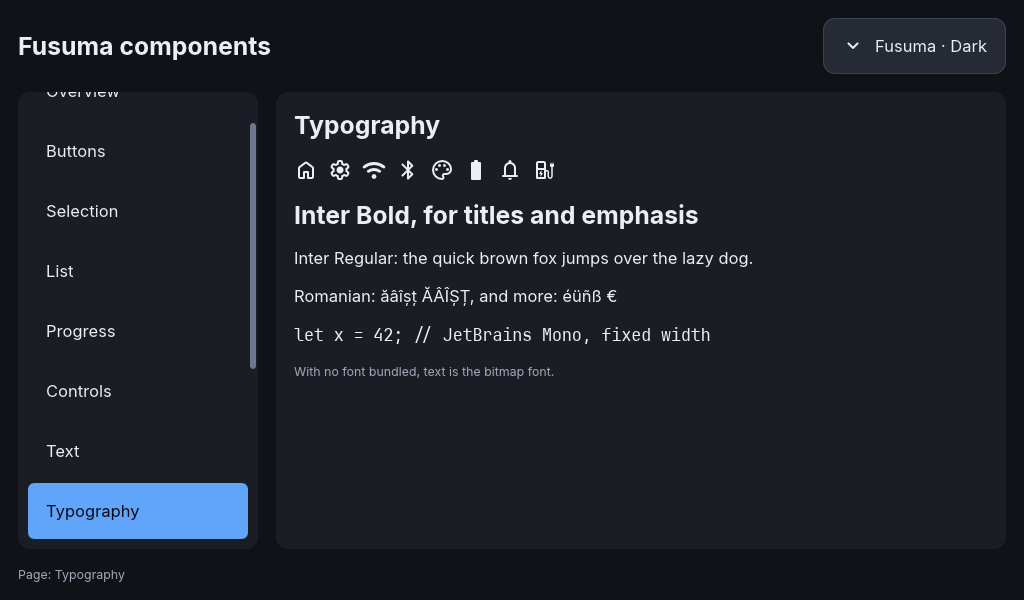 Fusuma components
Fusuma · Dark
Overview
Buttons
Selection
List
Progress
Controls
Text
Typography
Typography
Inter Bold, for titles and emphasis
Inter Regular: the quick brown fox jumps over the lazy dog.
Romanian: ăâîșț ĂÂÎȘȚ, and more: éüñß €
let x = 42; // JetBrains Mono, fixed width
With no font bundled, text is the bitmap font.
Page: Typography